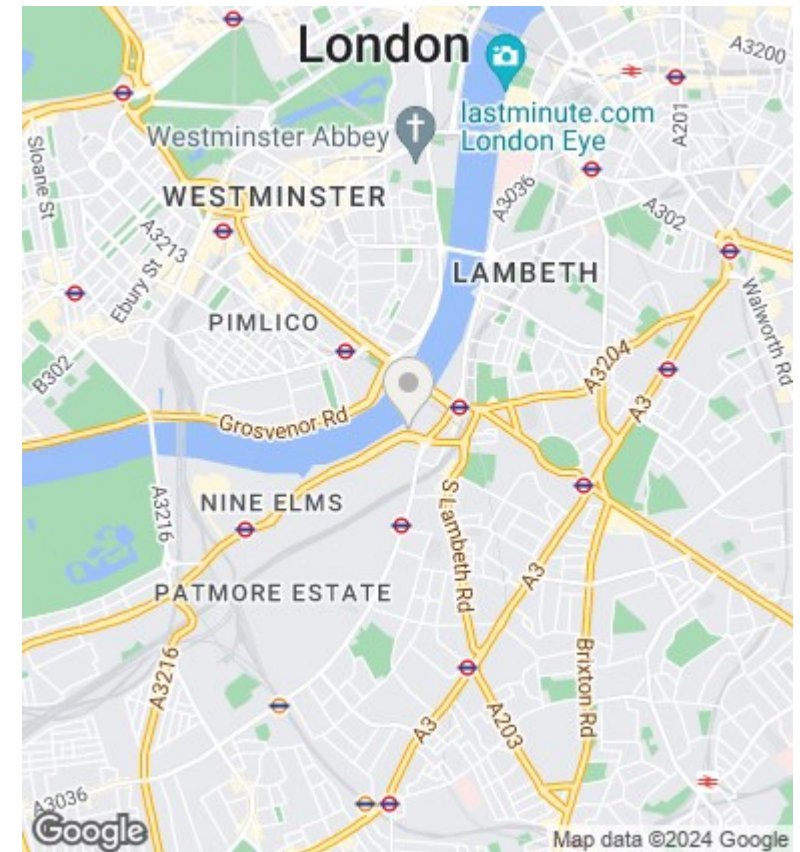 London
A3200
lastminute.com
London Eye
A201
Westminster Abbey
Sloane St
A3036
WESTMINSTER
A302
A3213
Ebury St
LAMBETH
Walworth Rd
PIMLICO
B302
A3204
A3
Grosvenor Rd
A3216
NINE ELMS
S Lambeth Rd
A3
PATMORE ESTATE
A3216
Brixton Rd
A3
A203
A3036
Google
Map data ©2024 Google